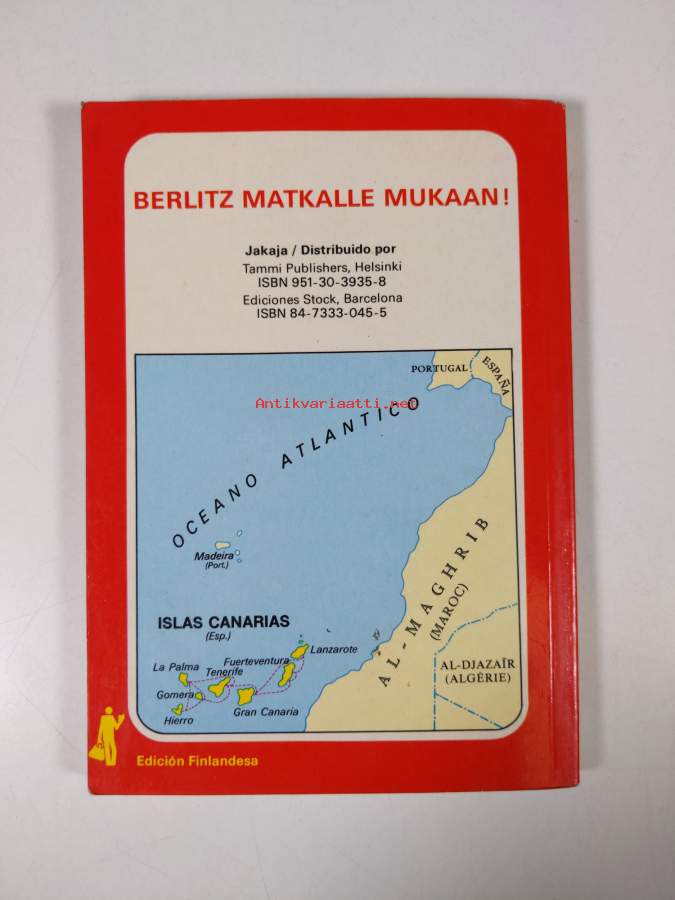 BERLITZ MATKALLE MUKAAN!
Jakaja / Distribuido por
Tammi Publishers, Helsinki
ISBN 951-30-3935-8
Ediciones Stock, Barcelona
ISBN 84-7333-045-5
PORTUGAL
ESPAÑA
Antikvariaatti.net
OCEANO ATLANTICO
Madeira
(Port.)
AL-MAGHRIB
(MAROC)
ISLAS CANARIAS
(Esp.)
Lanzarote
Fuerteventura
La Palma
Tenerife
AL-DJAZAÏR
(ALGÉRIE)
Gomera
Gran Canaria
Hierro
Edición Finlandesa